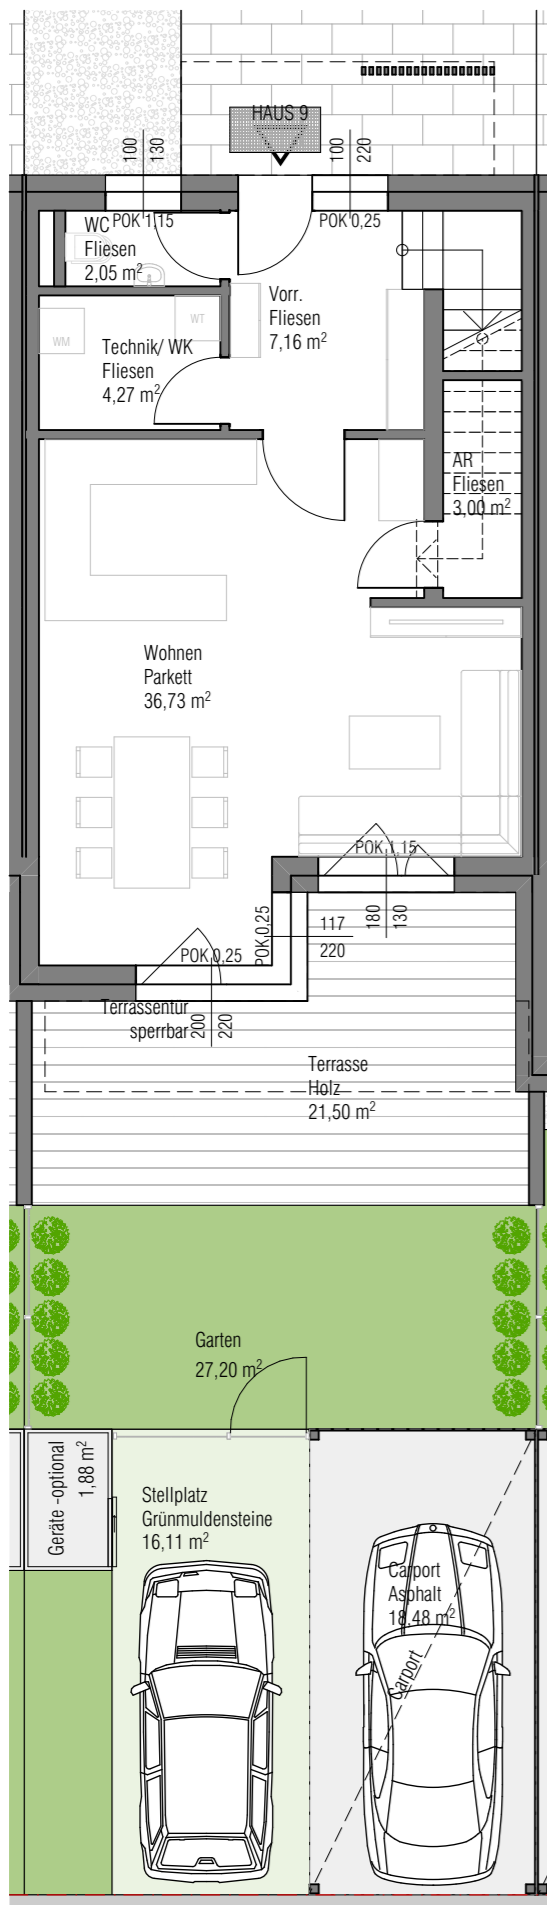 HAUS 9
100
130
100
220
POK 1,15
POK 0,25
WC
Fliesen
2,05 m²
Vorr.
Fliesen
7,16 m²
WM
WT
Technik/ WK
Fliesen
4,27 m²
AR
Fliesen
3,00 m²
Wohnen
Parkett
36,73 m²
POK 1,15
180
130
POK 0,25
117
220
POK 0,25
200
220
Terrassentür
sperrbar
Terrasse
Holz
21,50 m²
Garten
27,20 m²
Geräte -optional
1,88 m²
Stellplatz
Grünmuldensteine
16,11 m²
Carport
Asphalt
18,48 m²
Carport